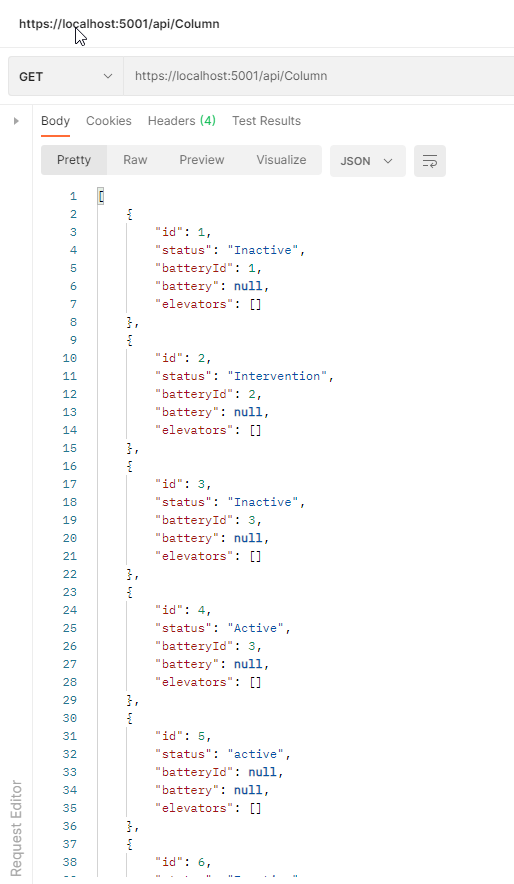 https://localhost:5001/api/Column
GET https://localhost:5001/api/Column
Body Cookies Headers (4) Test Results
Pretty Raw Preview Visualize JSON
1 [
2 {
3 "id": 1,
4 "status": "Inactive",
5 "batteryId": 1,
6 "battery": null,
7 "elevators": []
8 },
9 {
10 "id": 2,
11 "status": "Intervention",
12 "batteryId": 2,
13 "battery": null,
14 "elevators": []
15 },
16 {
17 "id": 3,
18 "status": "Inactive",
19 "batteryId": 3,
20 "battery": null,
21 "elevators": []
22 },
23 {
24 "id": 4,
25 "status": "Active",
26 "batteryId": 3,
27 "battery": null,
28 "elevators": []
29 },
30 {
31 "id": 5,
32 "status": "active",
33 "batteryId": null,
34 "battery": null,
35 "elevators": []
36 },
37 {
38 "id": 6,
Request Editor